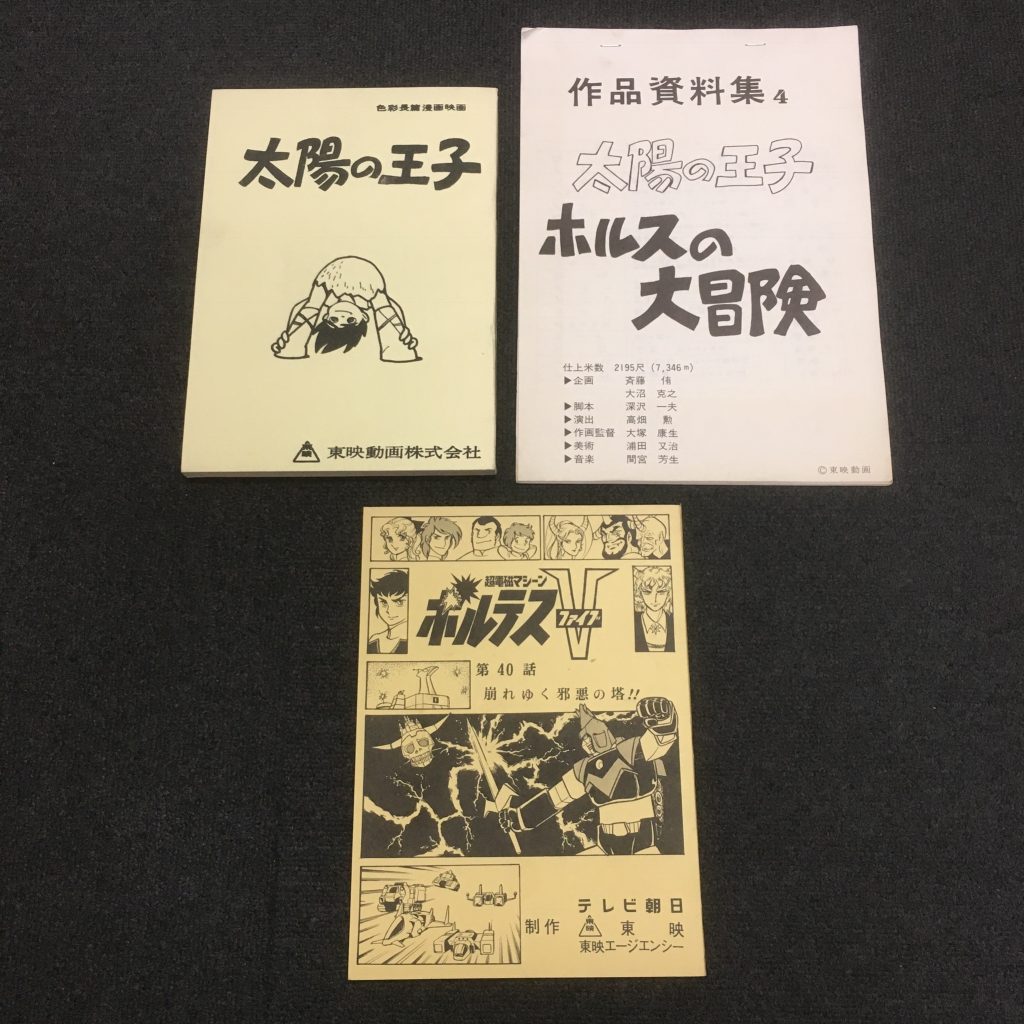 色彩長篇漫画映画
太陽の王子
東映
東映動画株式会社
作品資料集4
太陽の王子
ホルスの
大冒険
仕上米数 2195尺 (7,346m)
▶企画 斉藤 侑
大沼 克之
▶脚本 深沢 一夫
▶演出 高畑 勲
▶作画監督 大塚 康生
▶美術 浦田 又治
▶音楽 間宮 芳生
©東映動画
超電磁マシーン
ボルテスV
ファイブ
第40話
崩れゆく邪悪の塔!!
テレビ朝日
制作 東映 東映
東映エージエンシー